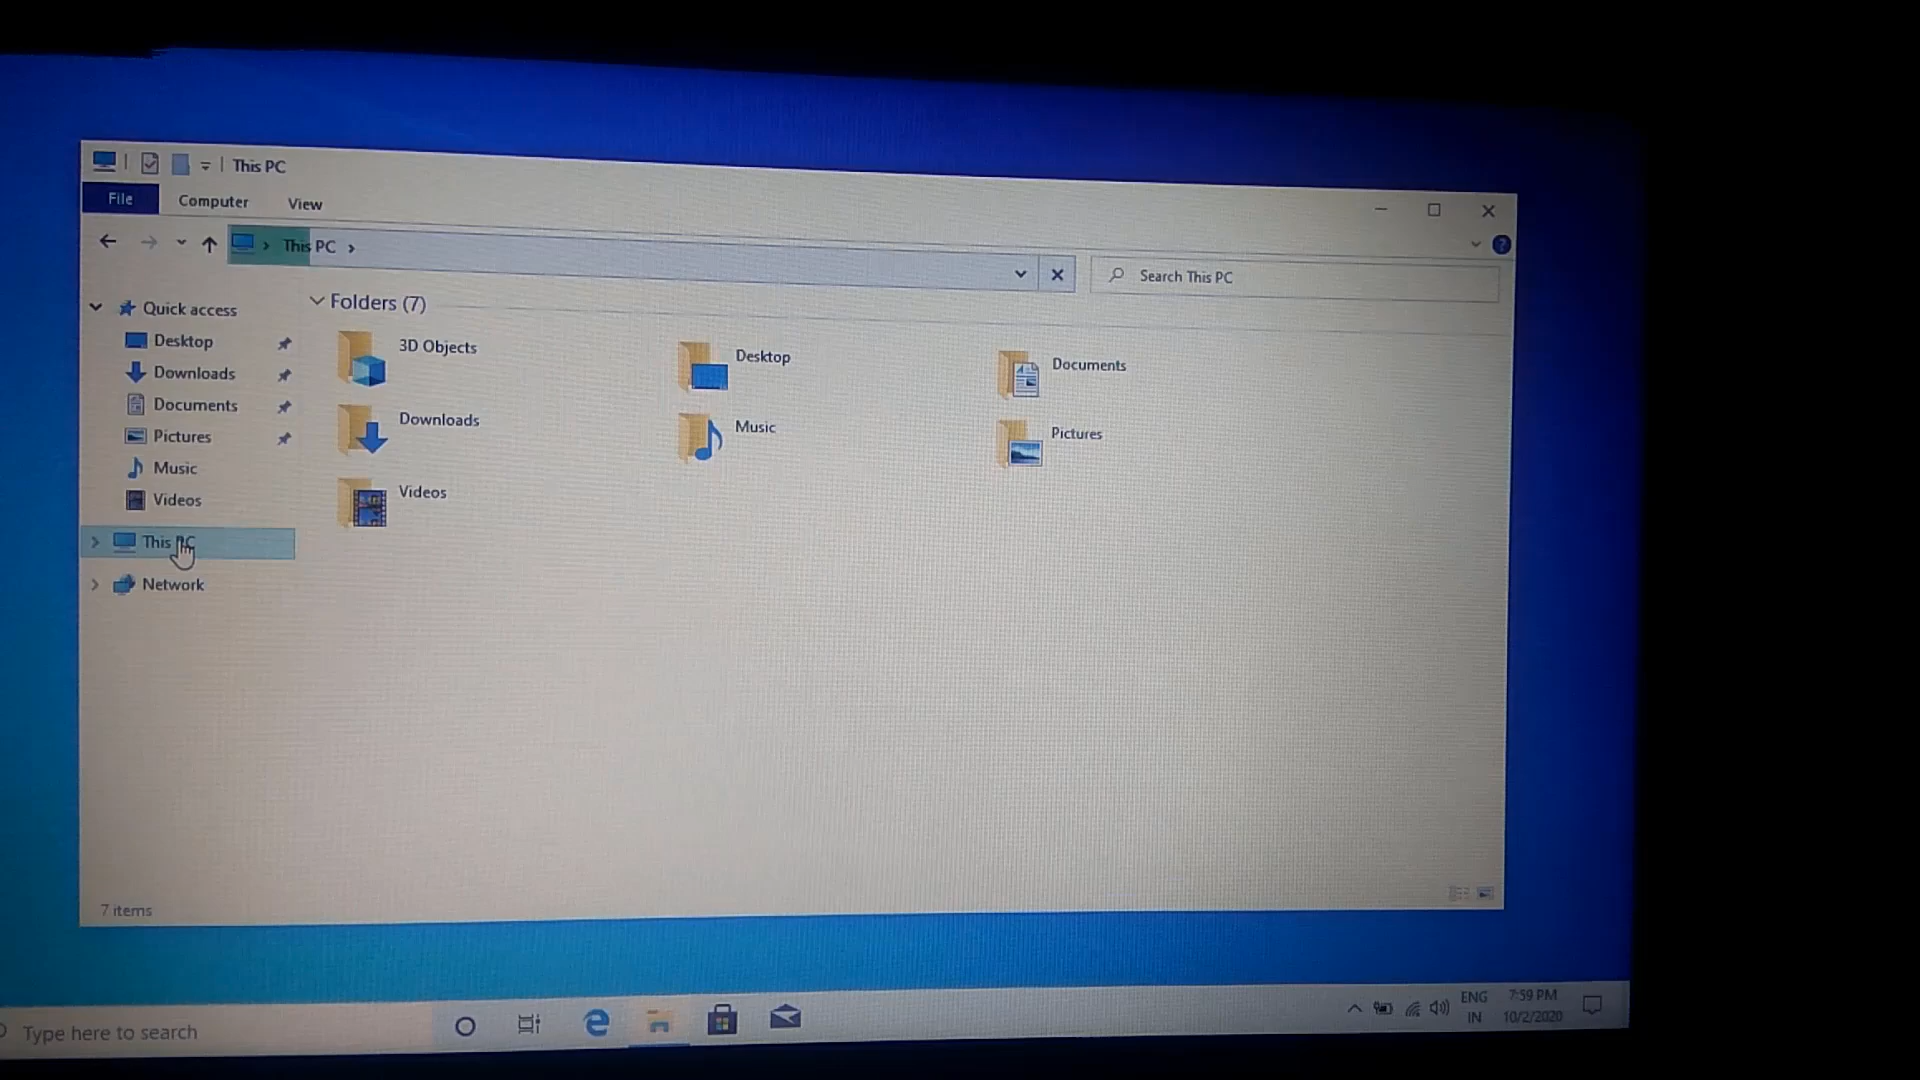 This PC
File Computer View
This PC
Search This PC
Quick access
Desktop
Downloads
Documents
Pictures
Music
Videos
This PC
Network
Folders (7)
3D Objects
Desktop
Documents
Downloads
Music
Pictures
Videos
7 items
Type here to search
ENG
IN
7:59 PM
10/2/2020